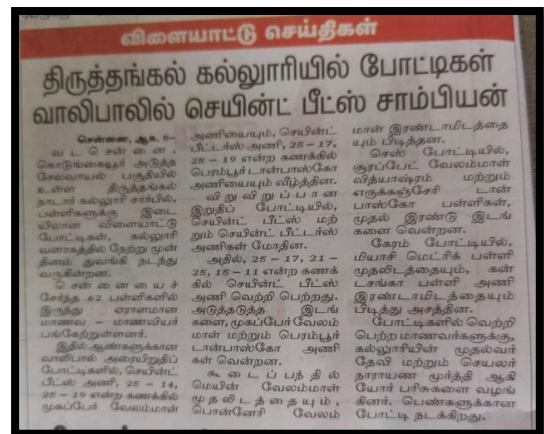 விளையாட்டு செய்திகள்
திருத்தங்கல் கல்லூரியில் போட்டிகள்
வாலிபாலில் செயின்ட் பீட்ஸ் சாம்பியன்
சென்னை, ஆக. 5–
வட சென்னை,
கொடுங்கையூர் அடுத்த
சேலவாயல் பகுதியில்
உள்ள திருத்தங்கல்
நாடார் கல்லூரி சார்பில்,
பள்ளிகளுக்கு இடை
யிலான விளையாட்டு
போட்டிகள், கல்லூரி
வளாகத்தில் நேற்று முன்
தினம் துவங்கி நடந்து
வருகின்றன.
சென்னையைச்
சேர்ந்த 62 பள்ளிகளில்
இருந்து ஏராளமான
மாணவ – மாணவியர்
பங்கேற்றுள்ளனர்.
இதில் ஆண்களுக்கான
வாலிபால் அரையிறுதிப்
போட்டிகளில், செயின்ட்
பீட்ஸ் அணி, 25 – 14,
25 – 19 என்ற கணக்கில்
முகப்பேர் வேலம்மாள்
அணியையும், செயின்ட்
பீட்டர்ஸ் அணி, 25 – 17,
25 – 19 என்ற கணக்கில்
பெரம்பூர் டான்பாஸ்கோ
அணியையும் வீழ்த்தின.
விறுவிறுப்பான
இறுதிப் போட்டியில்,
செயின்ட் பீட்ஸ் மற்
றும் செயின்ட் பீட்டர்ஸ்
அணிகள் மோதின.
அதில், 25 – 17, 21 –
25, 15 – 11 என்ற கணக்
கில் செயின்ட் பீட்ஸ்
அணி வெற்றி பெற்றது.
அடுத்தடுத்த இடங்
களை, முகப்பேர் வேலம்
மாள் மற்றும் பெரம்பூர்
டான்பாஸ்கோ அணி
கள் வென்றன.
கூடைப்பந்தில்
மெயின் வேலம்மாள்
முதலிடத்தையும்,
பொன்னேரி வேலம்
மாள் இரண்டாமிடத்தை
யும் பிடித்தன.
செஸ் போட்டியில்,
சூரப்பேட் வேலம்மாள்
வித்யாஷ்ரம் மற்றும்
எருக்கஞ்சேரி டான்
பாஸ்கோ பள்ளிகள்,
முதல் இரண்டு இடங்
களை வென்றன.
கேரம் போட்டியில்,
மியாசி மெட்ரிக் பள்ளி
முதலிடத்தையும், கன்
டசங்கா பள்ளி அணி
இரண்டாமிடத்தையும்
பிடித்து அசத்தின.
போட்டிகளில் வெற்றி
பெற்ற மாணவர்களுக்கு,
கல்லூரியின் முதல்வர்
தேவி மற்றும் செயலர்
நாராயண மூர்த்தி ஆகி
யோர் பரிசுகளை வழங்
கினர். பெண்களுக்கான
போட்டி நடக்கிறது.